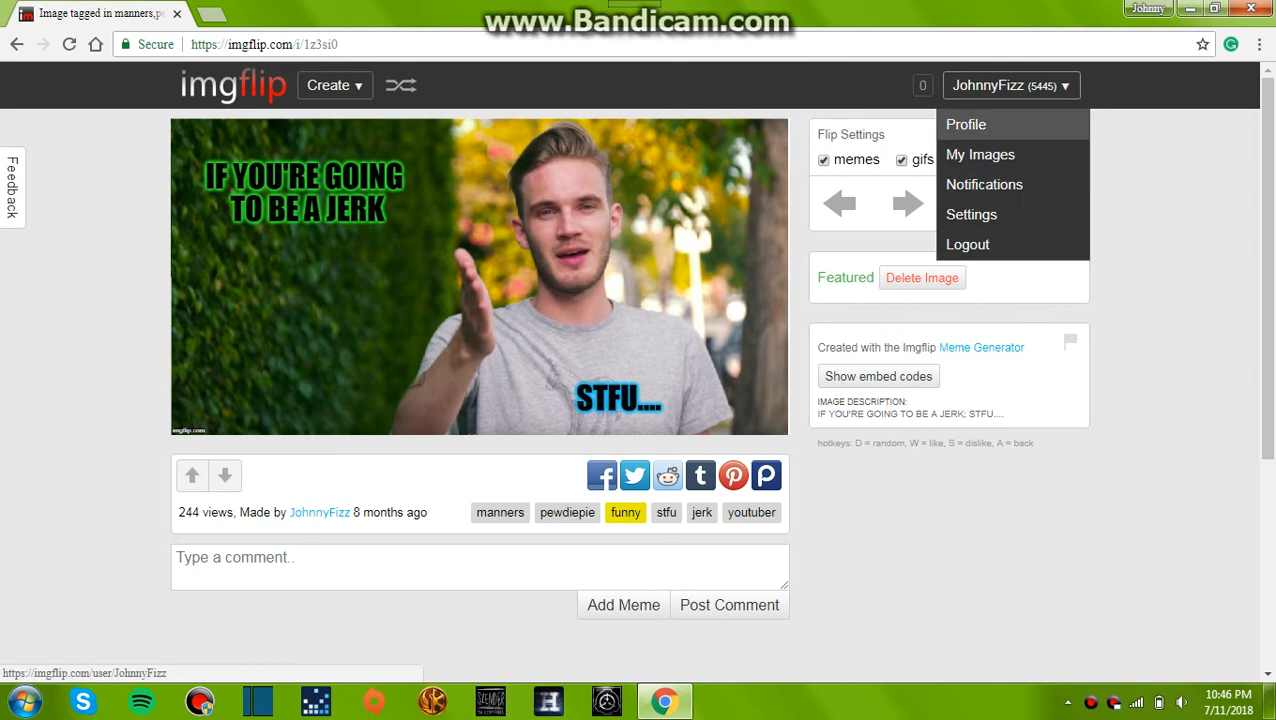 www.Bandicam.com
Image tagged in manners,pe
Johnny
Secure
https://imgflip.com/i/1z3si0
imgflip
Create ▼
0
JohnnyFizz (5445) ▼
Profile
My Images
Notifications
Settings
Logout
Feedback
IF YOU'RE GOING
TO BE A JERK
STFU....
imgflip.com
Flip Settings
memes
gifs
Featured
Delete Image
Created with the Imgflip Meme Generator
Show embed codes
IMAGE DESCRIPTION:
IF YOU'RE GOING TO BE A JERK; STFU....
hotkeys: D = random, W = like, S = dislike, A = back
244 views, Made by JohnnyFizz 8 months ago
manners
pewdiepie
funny
stfu
jerk
youtuber
Type a comment..
Add Meme
Post Comment
https://imgflip.com/user/JohnnyFizz
10:46 PM
7/11/2018